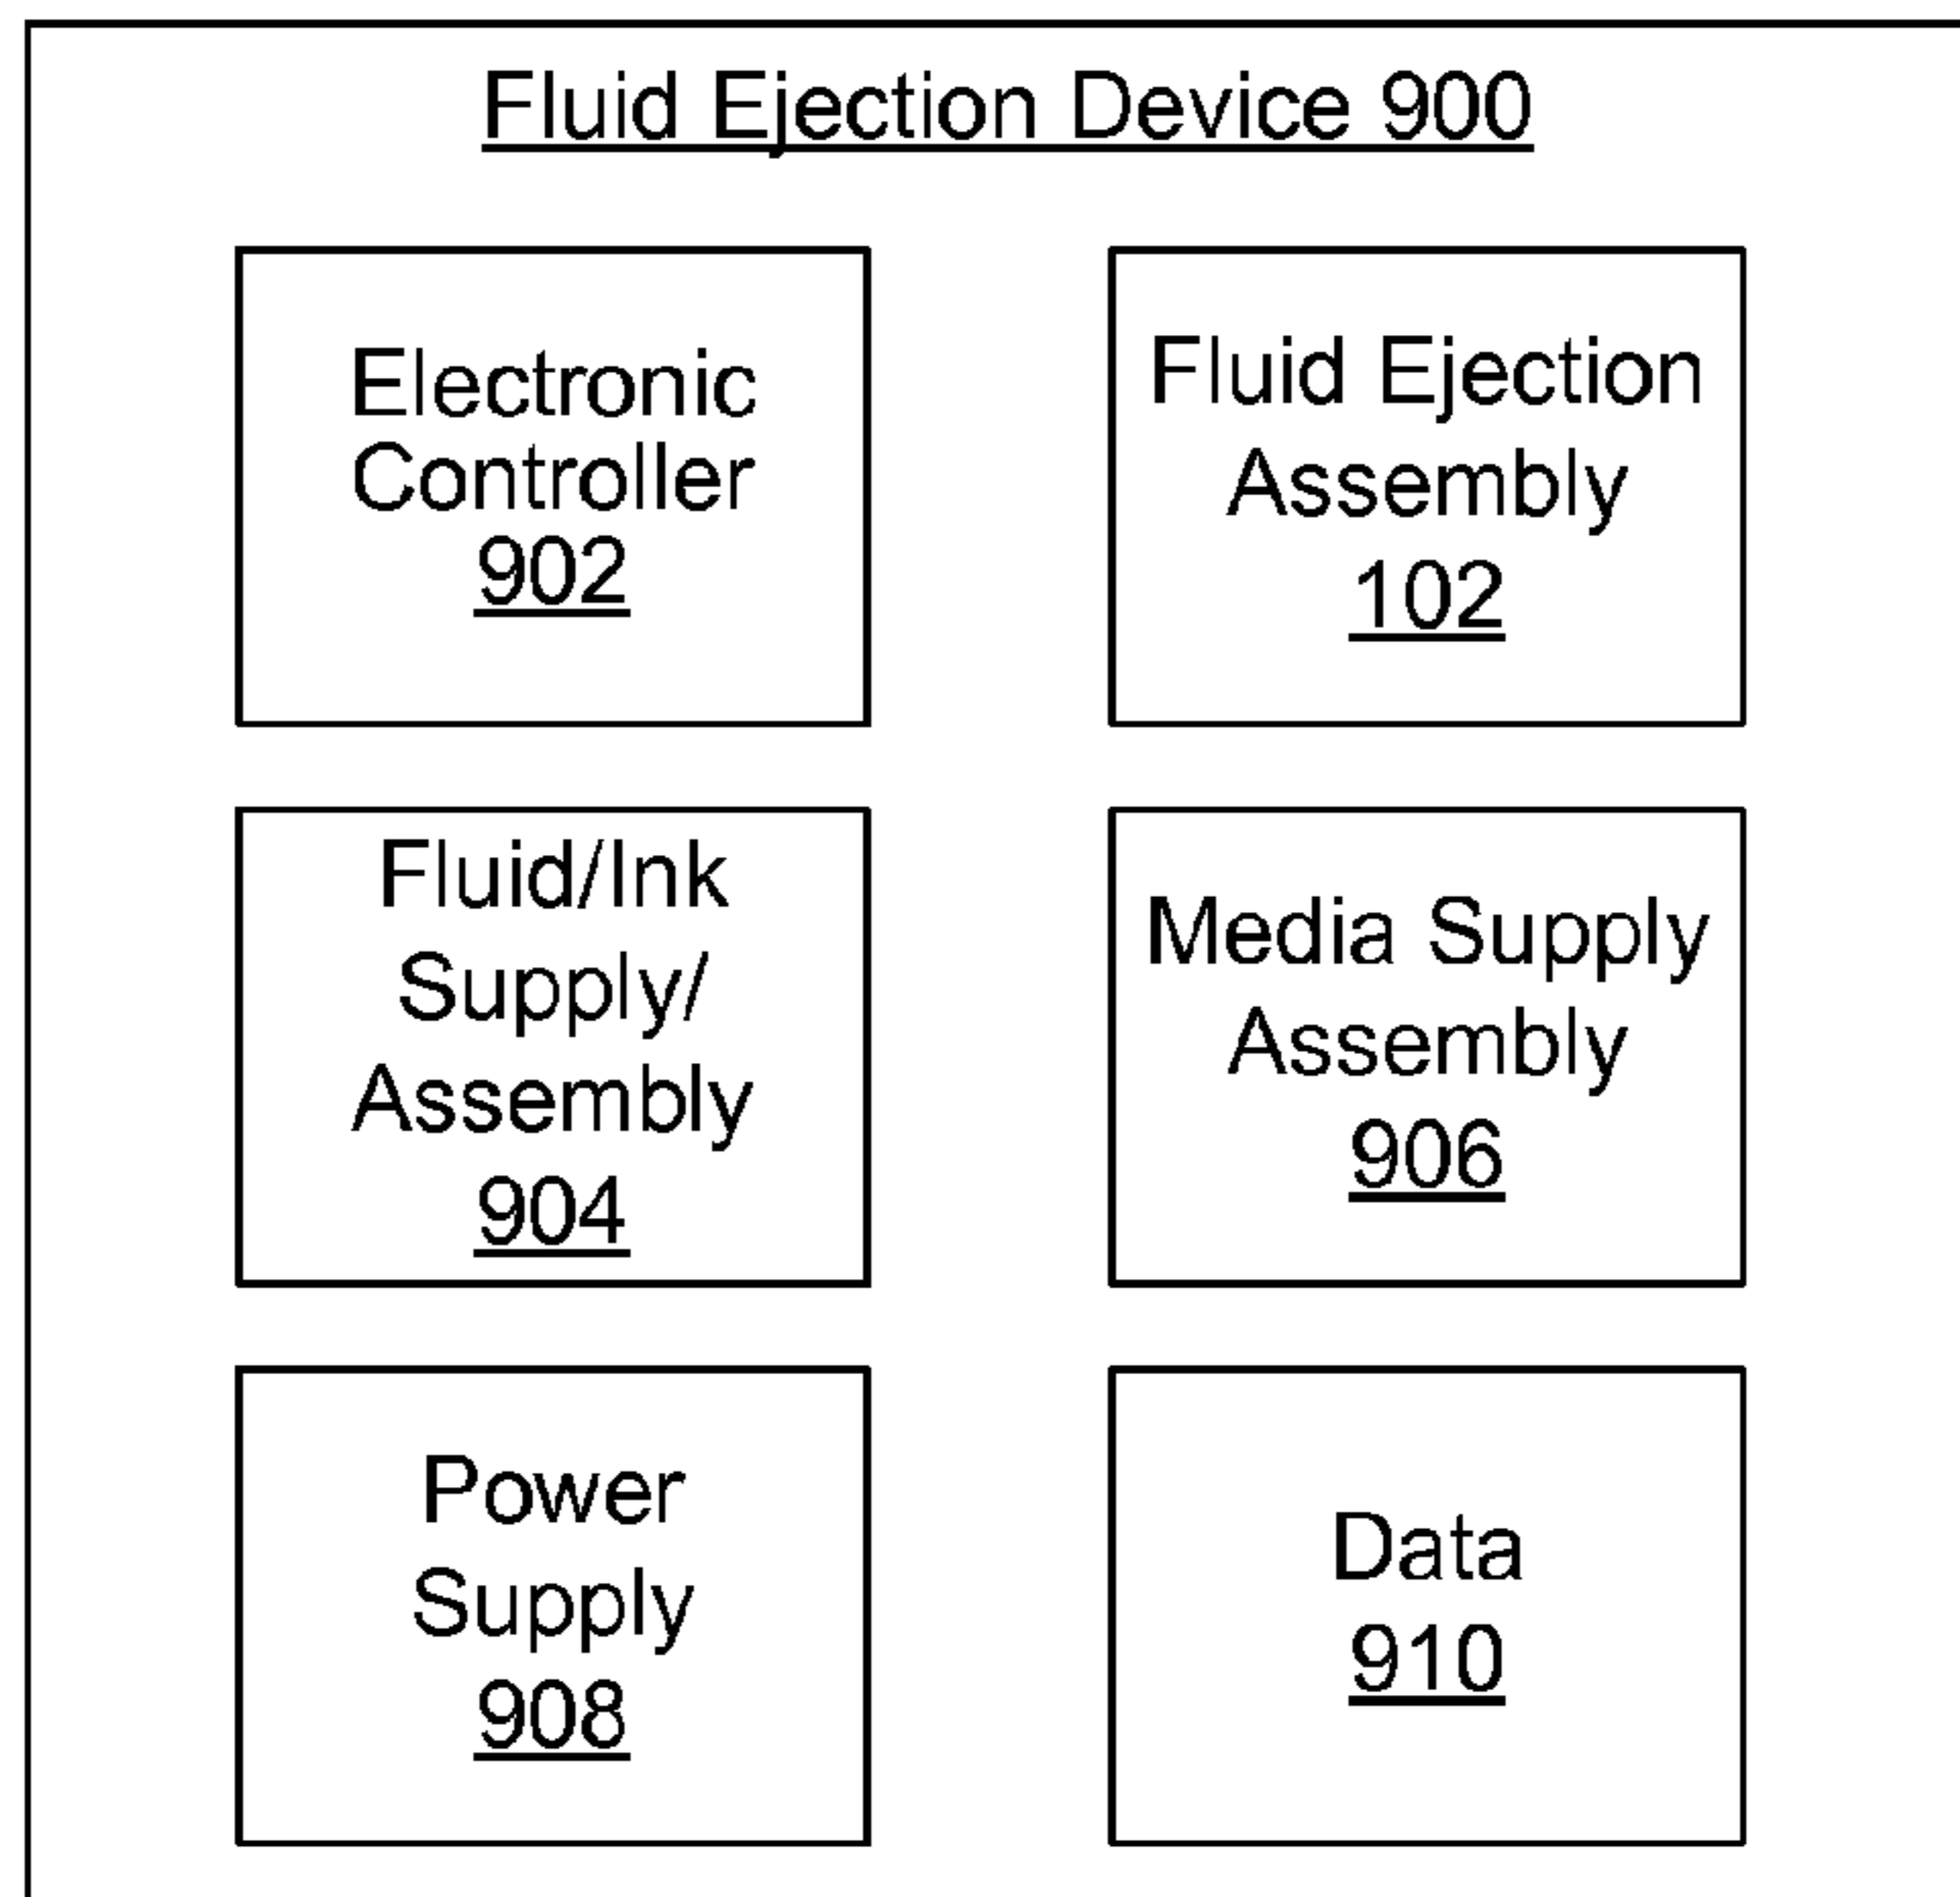 Fluid Ejection Device 900
Electronic
Controller
902
Fluid Ejection
Assembly
102
Fluid/Ink
Supply/
Assembly
904
Media Supply
Assembly
906
Power
Supply
908
Data
910